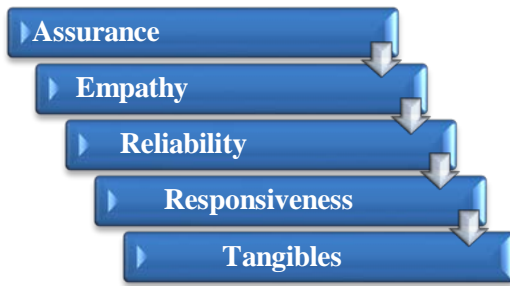 Assurance
Empathy
Reliability
Responsiveness
Tangibles